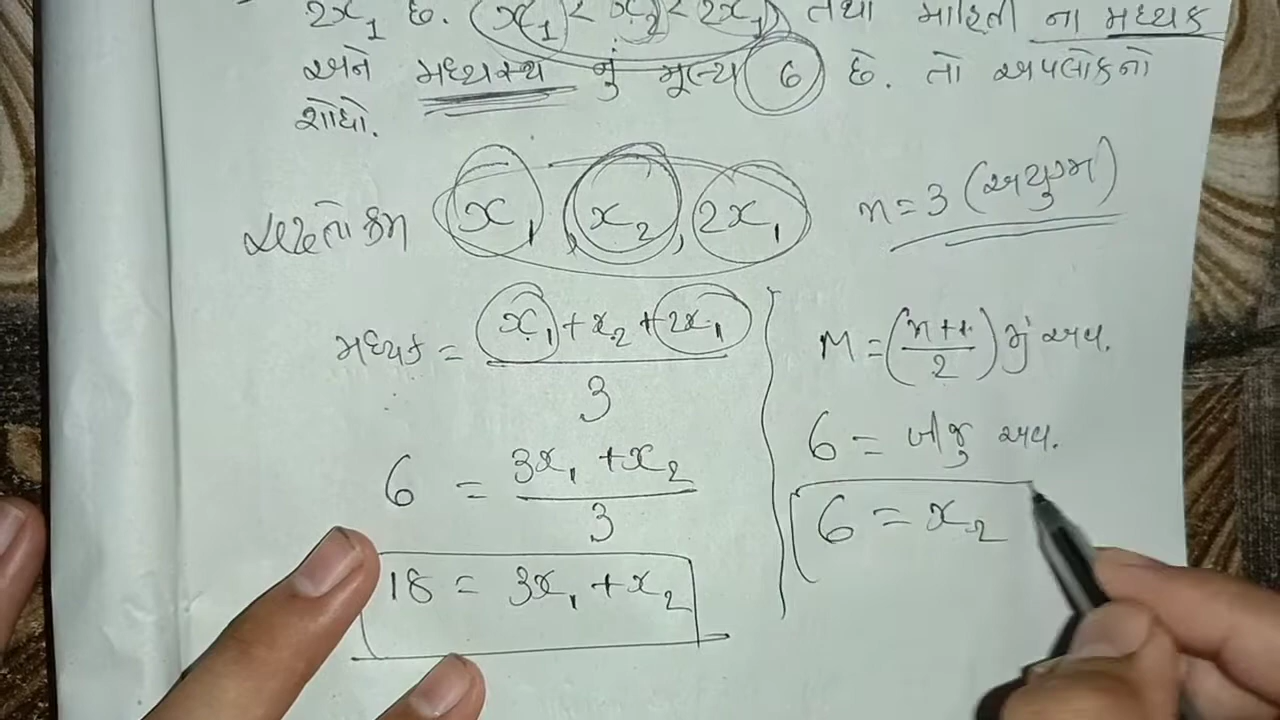 2x₁ છે. (x₁ < x₂ < 2x₁) તથા માહિતી ના મધ્યક
અને મધ્યસ્થ નું મૂલ્ય 6 છે. તો અવલોકનો
શોધો.
ચઢતો ક્રમ x₁, x₂, 2x₁
n = 3 (અયુગ્મ)
મધ્યક = (x₁ + x₂ + 2x₁) / 3
6 = (3x₁ + x₂) / 3
18 = 3x₁ + x₂
M = ((n+1)/2) મું અવ.
6 = બીજુ અવ.
6 = x₂